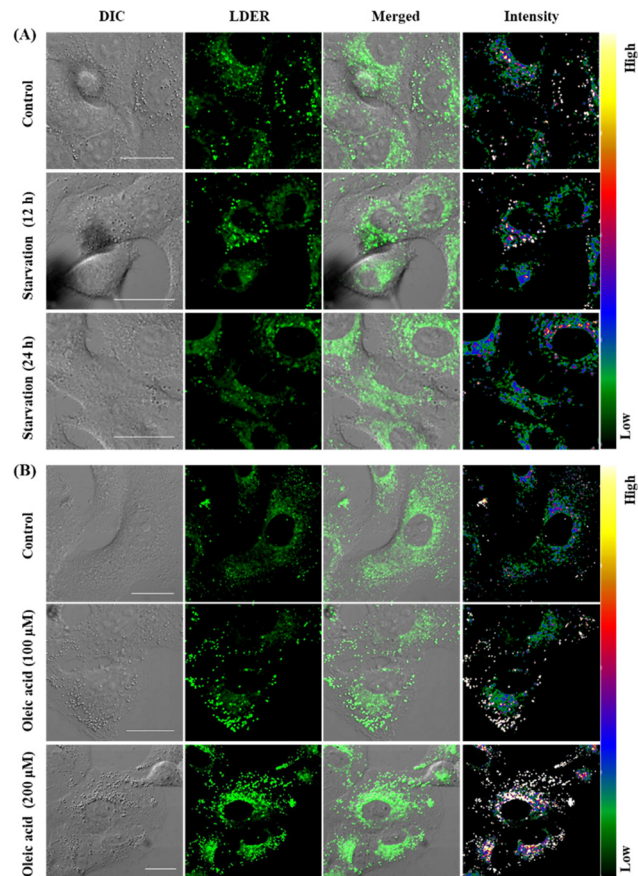 DIC LDER Merged Intensity
(A)
Control
Starvation (12 h)
Starvation (24 h)
High
Low
(B)
Control
Oleic acid (100 μM)
Oleic acid (200 μM)
High
Low